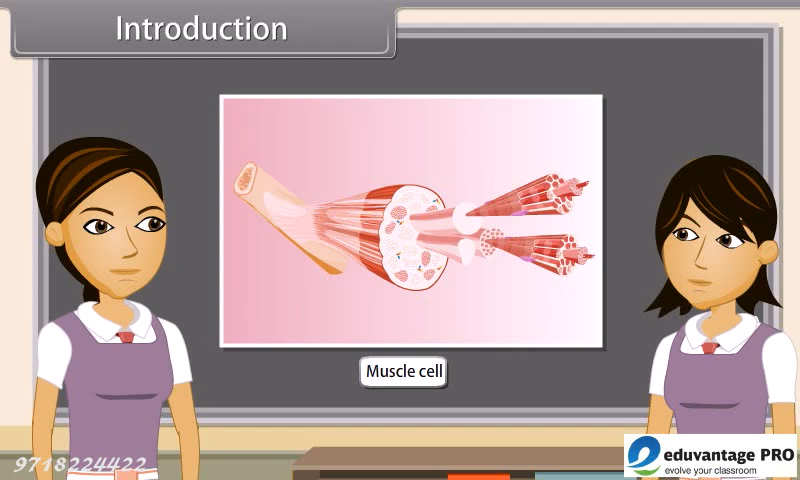 Introduction
Muscle cell
9718224422
eduvantage PRO
evolve your classroom